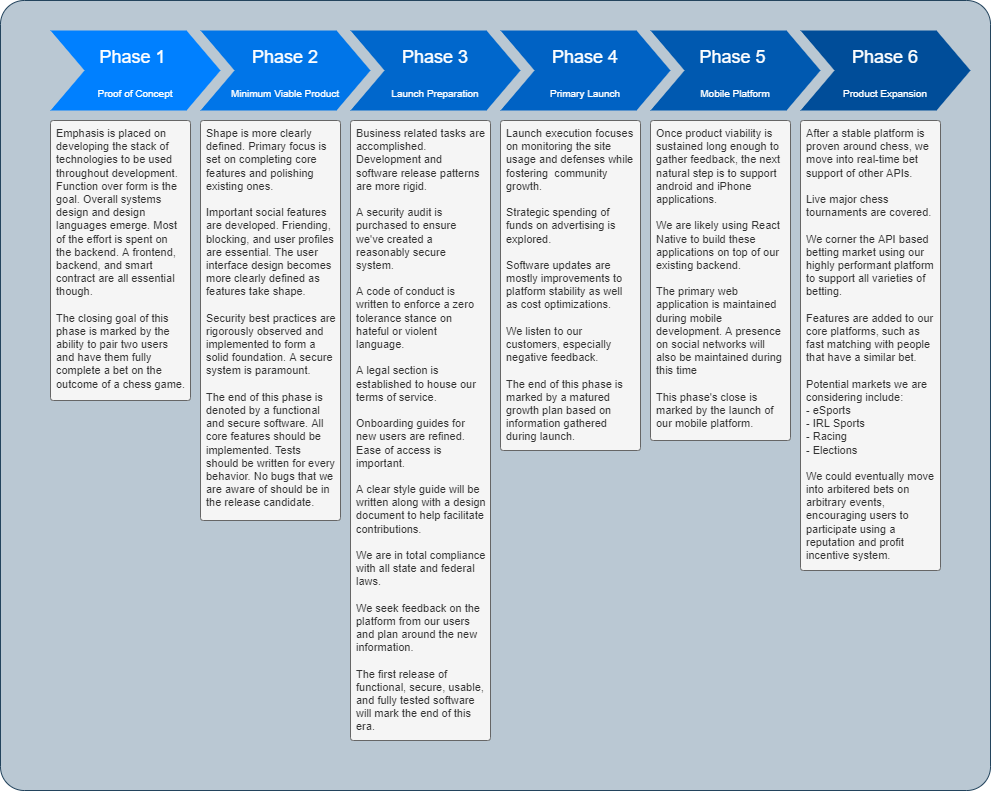 Phase 1
Proof of Concept
Phase 2
Minimum Viable Product
Phase 3
Launch Preparation
Phase 4
Primary Launch
Phase 5
Mobile Platform
Phase 6
Product Expansion
Emphasis is placed on
developing the stack of
technologies to be used
throughout development.
Function over form is the
goal. Overall systems
design and design
languages emerge. Most
of the effort is spent on
the backend. A frontend,
backend, and smart
contract are all essential
though.
The closing goal of this
phase is marked by the
ability to pair two users
and have them fully
complete a bet on the
outcome of a chess game.
Shape is more clearly
defined. Primary focus is
set on completing core
features and polishing
existing ones.
Important social features
are developed. Friending,
blocking, and user profiles
are essential. The user
interface design becomes
more clearly defined as
features take shape.
Security best practices are
rigorously observed and
implemented to form a
solid foundation. A secure
system is paramount.
The end of this phase is
denoted by a functional
and secure software. All
core features should be
implemented. Tests
should be written for every
behavior. No bugs that we
are aware of should be in
the release candidate.
Business related tasks are
accomplished.
Development and
software release patterns
are more rigid.
A security audit is
purchased to ensure
we've created a
reasonably secure
system.
A code of conduct is
written to enforce a zero
tolerance stance on
hateful or violent
language.
A legal section is
established to house our
terms of service.
Onboarding guides for
new users are refined.
Ease of access is
important.
A clear style guide will be
written along with a design
document to help facilitate
contributions.
We are in total compliance
with all state and federal
laws.
We seek feedback on the
platform from our users
and plan around the new
information.
The first release of
functional, secure, usable,
and fully tested software
will mark the end of this
era.
Launch execution focuses
on monitoring the site
usage and defenses while
fostering  community
growth.
Strategic spending of
funds on advertising is
explored.
Software updates are
mostly improvements to
platform stability as well
as cost optimizations.
We listen to our
customers, especially
negative feedback.
The end of this phase is
marked by a matured
growth plan based on
information gathered
during launch.
Once product viability is
sustained long enough to
gather feedback, the next
natural step is to support
android and iPhone
applications.
We are likely using React
Native to build these
applications on top of our
existing backend.
The primary web
application is maintained
during mobile
development. A presence
on social networks will
also be maintained during
this time
This phase's close is
marked by the launch of
our mobile platform.
After a stable platform is
proven around chess, we
move into real-time bet
support of other APIs.
Live major chess
tournaments are covered.
We corner the API based
betting market using our
highly performant platform
to support all varieties of
betting.
Features are added to our
core platforms, such as
fast matching with people
that have a similar bet.
Potential markets we are
considering include:
- eSports
- IRL Sports
- Racing
- Elections
We could eventually move
into arbitered bets on
arbitrary events,
encouraging users to
participate using a
reputation and profit
incentive system.